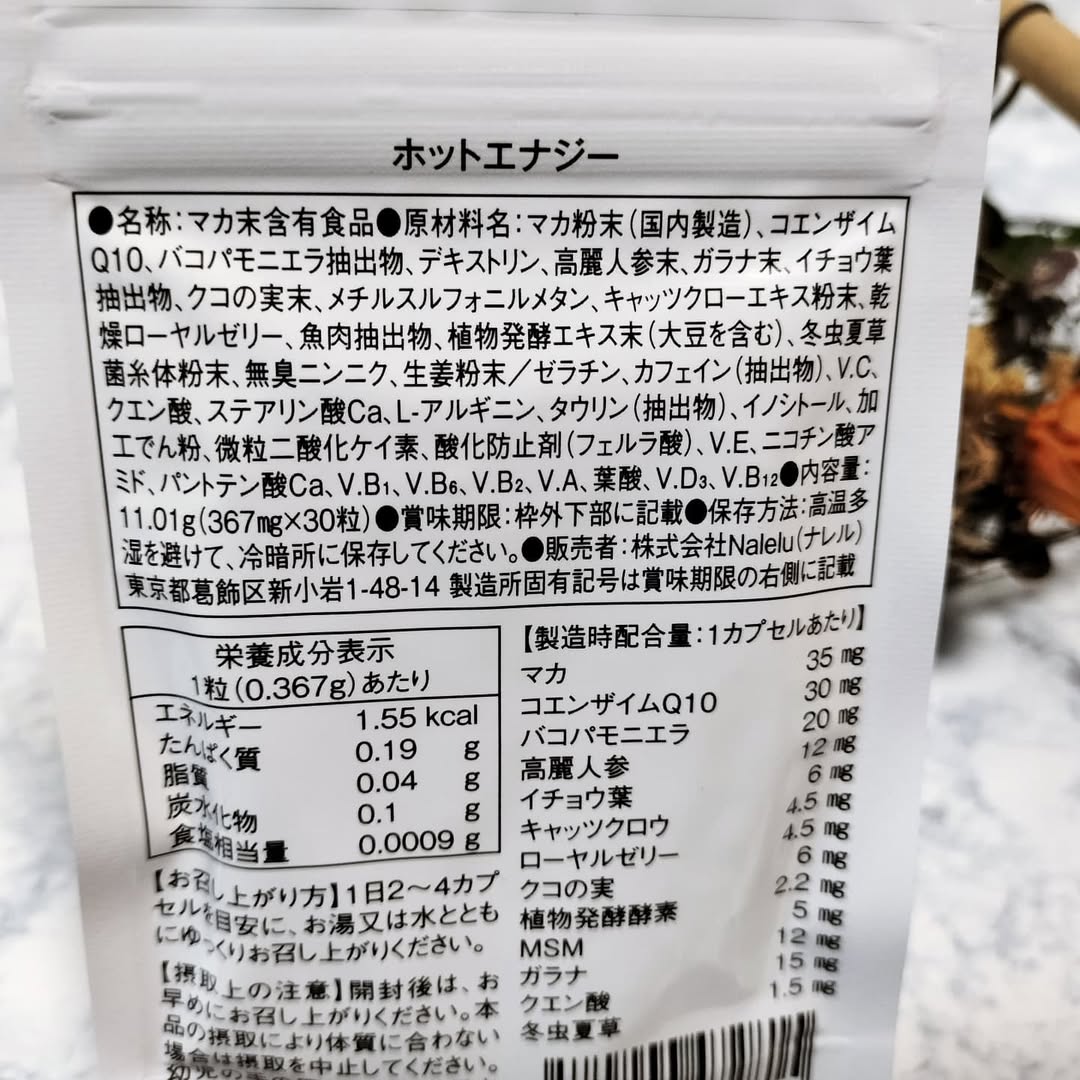 ホットエナジー
●名称：マカ末含有食品●原材料名：マカ粉末（国内製造）、コエンザイム
Q10、バコパモニエラ抽出物、デキストリン、高麗人参末、ガラナ末、イチョウ葉
抽出物、クコの実末、メチルスルフォニルメタン、キャッツクローエキス粉末、乾
燥ローヤルゼリー、魚肉抽出物、植物発酵エキス末（大豆を含む）、冬虫夏草
菌糸体粉末、無臭ニンニク、生姜粉末／ゼラチン、カフェイン（抽出物）、V.C、
クエン酸、ステアリン酸Ca、L-アルギニン、タウリン（抽出物）、イノシトール、加
工でん粉、微粒二酸化ケイ素、酸化防止剤（フェルラ酸）、V.E、ニコチン酸ア
ミド、パントテン酸Ca、V.B1、V.B6、V.B2、V.A、葉酸、V.D3、V.B12●内容量：
11.01g(367mg×30粒)●賞味期限：枠外下部に記載●保存方法：高温多
湿を避けて、冷暗所に保存してください。●販売者：株式会社Nalelu（ナレル）
東京都葛飾区新小岩1-48-14 製造所固有記号は賞味期限の右側に記載
栄養成分表示
1粒(0.367g)あたり
エネルギー 1.55 kcal
たんぱく質 0.19 g
脂質 0.04 g
炭水化物 0.1 g
食塩相当量 0.0009 g
【お召し上がり方】1日2～4カプ
セルを目安に、お湯又は水ととも
にゆっくりお召し上がりください。
【摂取上の注意】開封後は、お
早めにお召し上がりください。本
品の摂取により体質に合わない
場合は摂取を中止してください。
【製造時配合量：1カプセルあたり】
マカ 35 mg
コエンザイムQ10 30 mg
バコパモニエラ 20 mg
高麗人参 12 mg
イチョウ葉 6 mg
キャッツクロウ 4.5 mg
ローヤルゼリー 4.5 mg
クコの実 6 mg
植物発酵酵素 2.2 mg
MSM 5 mg
ガラナ 12 mg
クエン酸 15 mg
冬虫夏草 1.5 mg